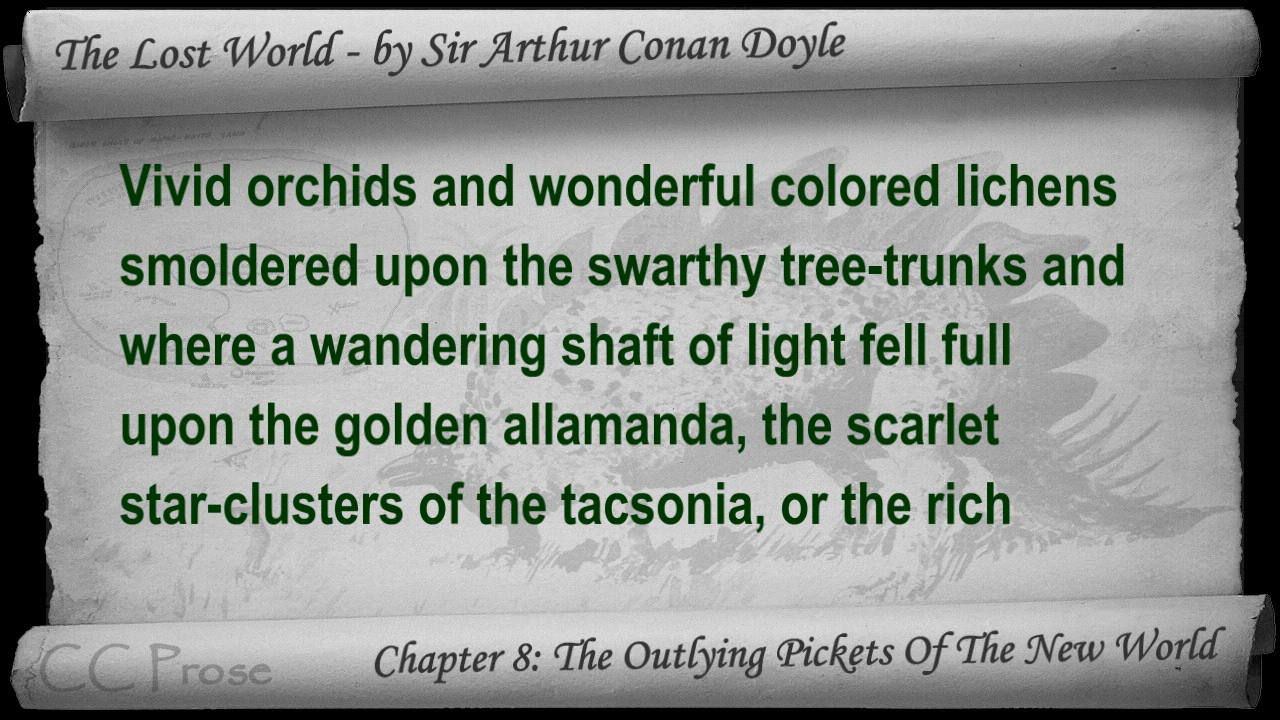 The Lost World - by Sir Arthur Conan Doyle
Vivid orchids and wonderful colored lichens
smoldered upon the swarthy tree-trunks and
where a wandering shaft of light fell full
upon the golden allamanda, the scarlet
star-clusters of the tacsonia, or the rich
Chapter 8: The Outlying Pickets Of The New World
CC Prose